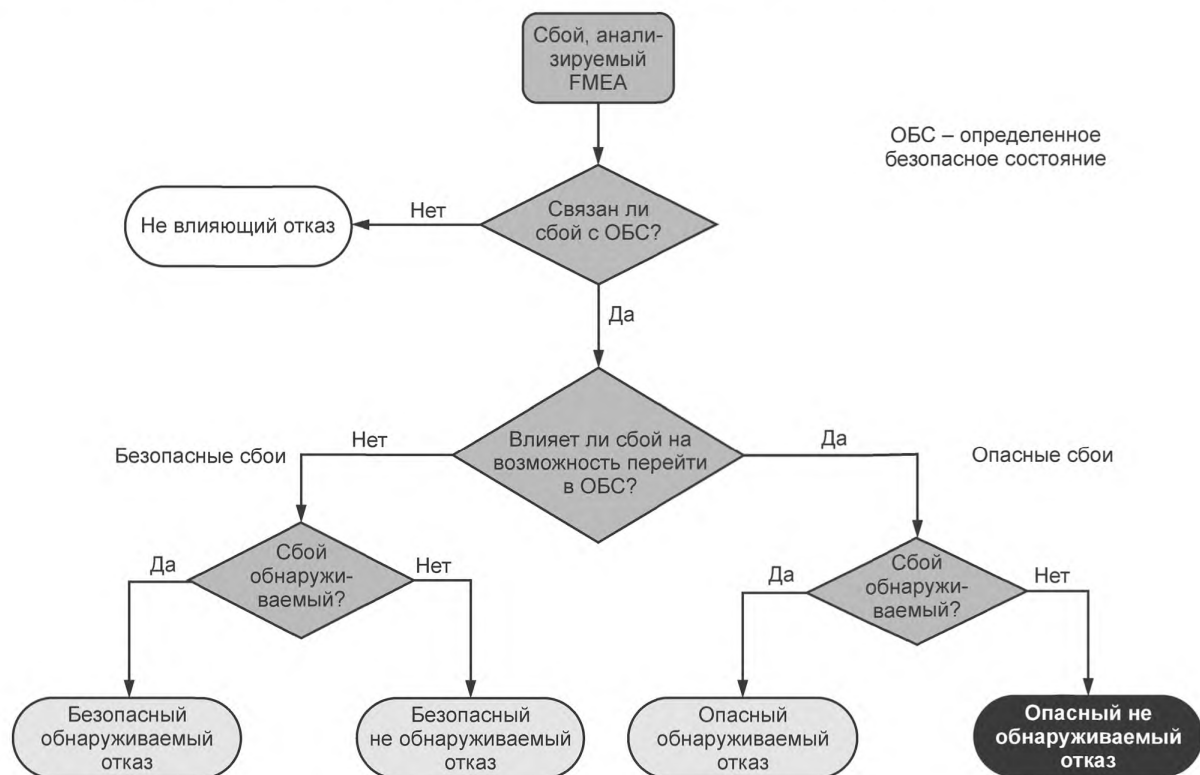 Сбой, анали-
зируемый
FMEA
ОБС – определенное
безопасное состояние
Связан ли
сбой с ОБС?
Нет
Не влияющий отказ
Да
Влияет ли сбой на
возможность перейти
в ОБС?
Нет
Да
Безопасные сбои
Опасные сбои
Сбой
обнаружи-
ваемый?
Да
Нет
Сбой
обнаружи-
ваемый?
Да
Нет
Безопасный
обнаруживаемый
отказ
Безопасный
не обнаруживаемый
отказ
Опасный
обнаруживаемый
отказ
Опасный не
обнаруживаемый
отказ